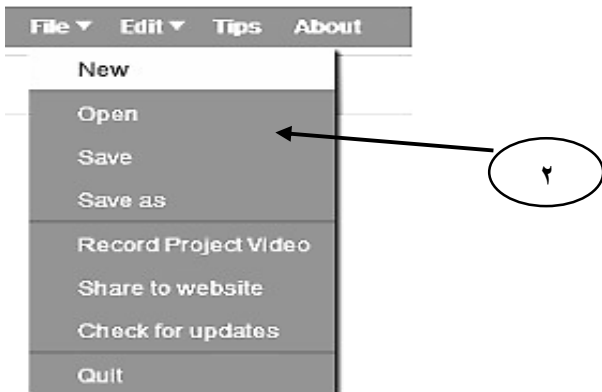 File ▼ Edit ▼ Tips About
New
Open
٢
Save
Save as
Record Project Video
Share to website
Check for updates
Quit